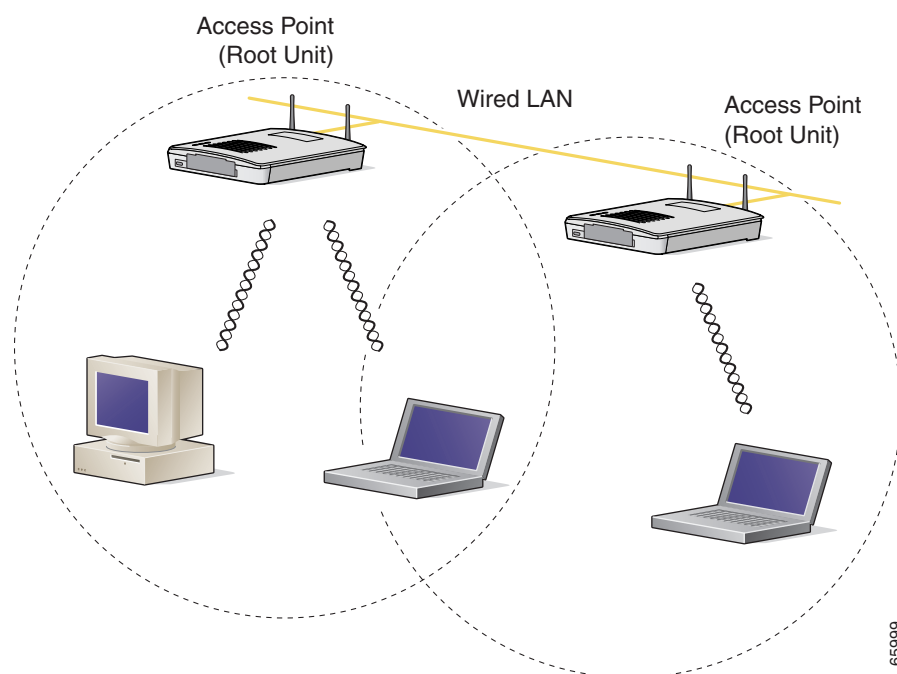 Access Point
(Root Unit)
Wired LAN
Access Point
(Root Unit)
65999